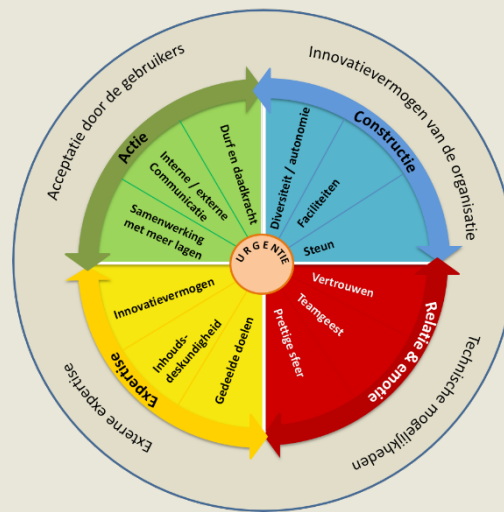 Acceptatie door de gebruikers
Innovatievermogen van de organisatie
Actie
Constructie
Durf en daadkracht
Interne / externe
Communicatie
Samenwerking
met meer lagen
Diversiteit / autonomie
Faciliteiten
Steun
URGENTIE
Innovatievermogen
Inhouds-
deskundigheid
Gedeelde doelen
Vertrouwen
Teamgeest
Prettige sfeer
Expertise
Relatie & emotie
Externe expertise
Technische mogelijkheden